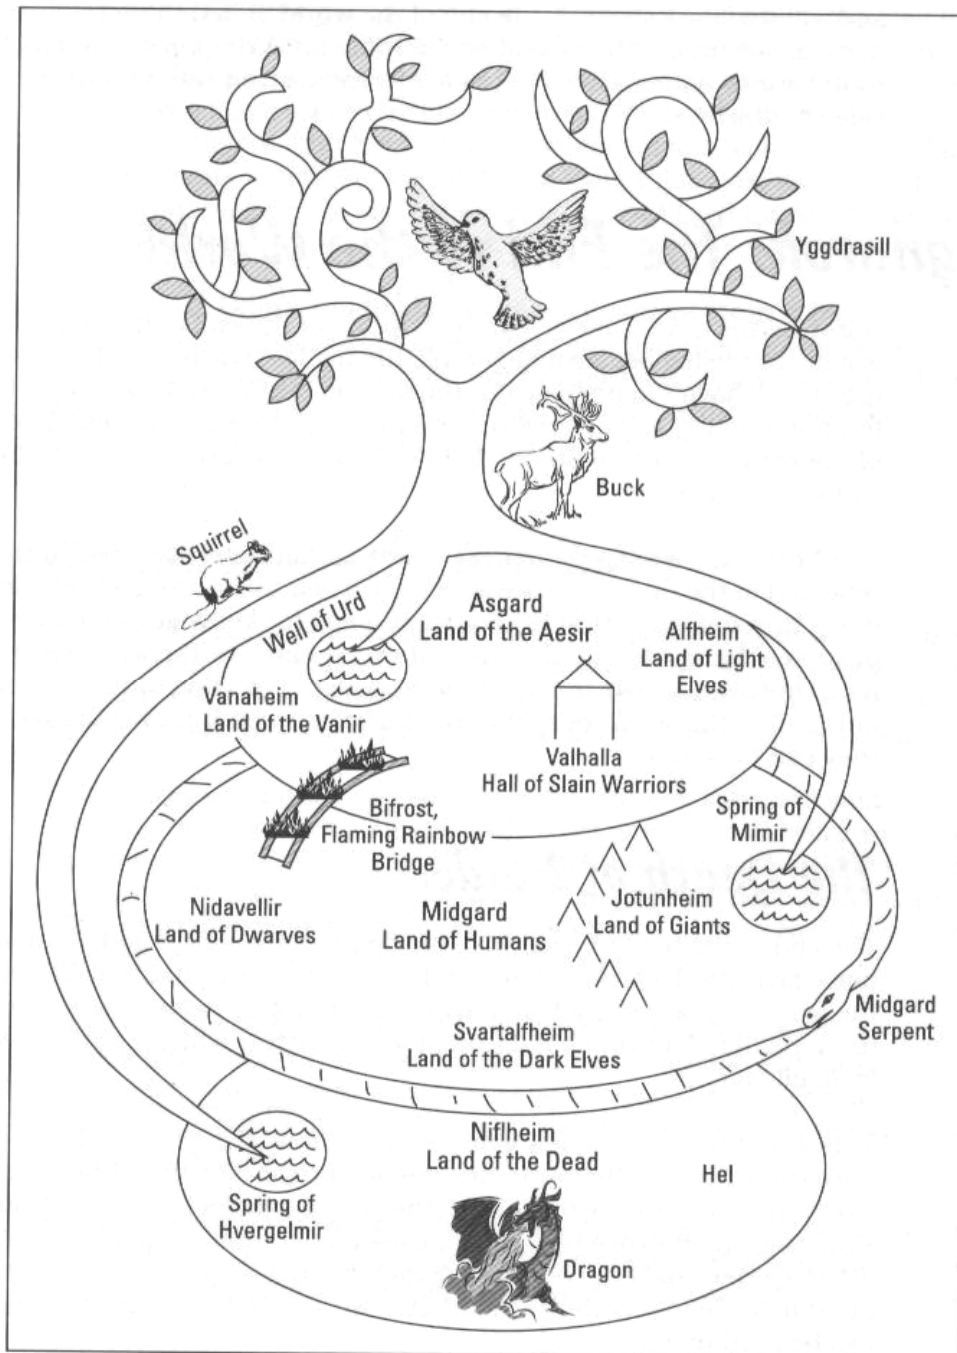 Yggdrasill
Buck
Squirrel
Well of Urd
Asgard
Land of the Aesir
Alfheim
Land of Light
Elves
Vanaheim
Land of the Vanir
Valhalla
Hall of Slain Warriors
Bifrost,
Flaming Rainbow
Bridge
Spring of
Mimir
Nidavellir
Land of Dwarves
Midgard
Land of Humans
Jotunheim
Land of Giants
Midgard
Serpent
Svartalfheim
Land of the Dark Elves
Niflheim
Land of the Dead
Hel
Spring of
Hvergelmir
Dragon